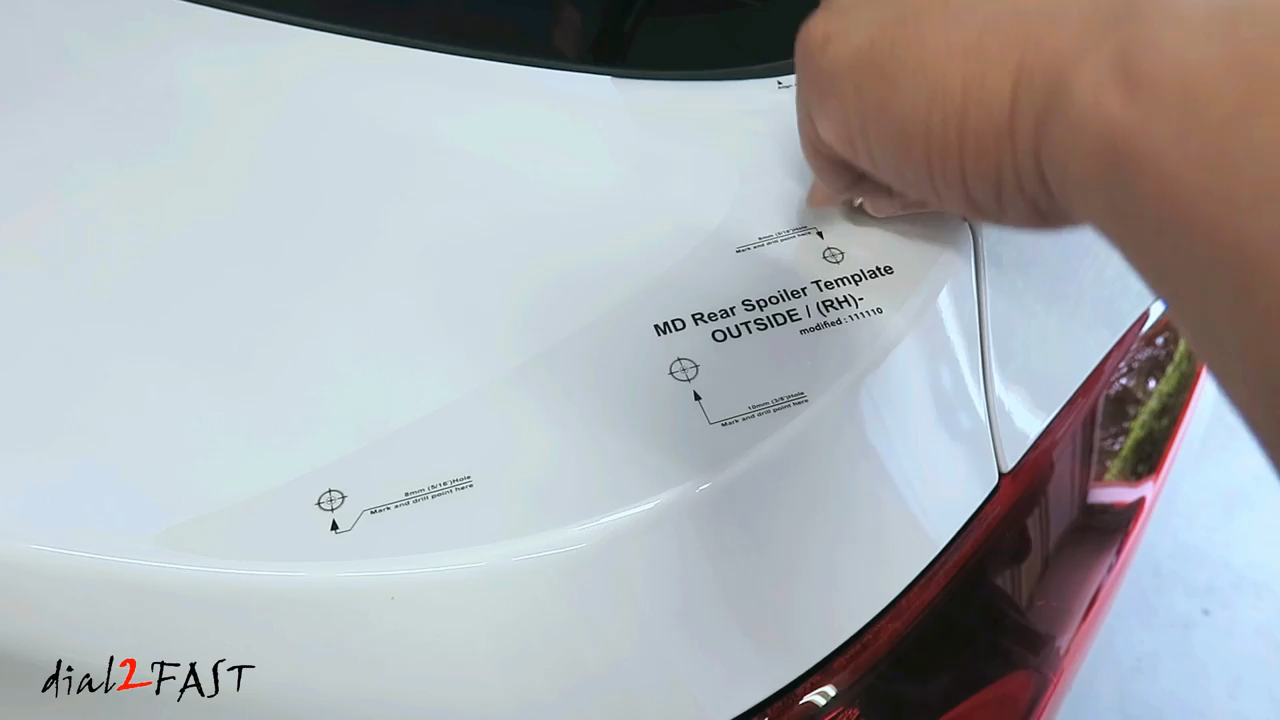 8mm (5/16")Hole
Mark and drill point here
MD Rear Spoiler Template
OUTSIDE / (RH)-
modified : 111110
10mm (3/8")Hole
Mark and drill point here
8mm (5/16")Hole
Mark and drill point here
dial2FAST